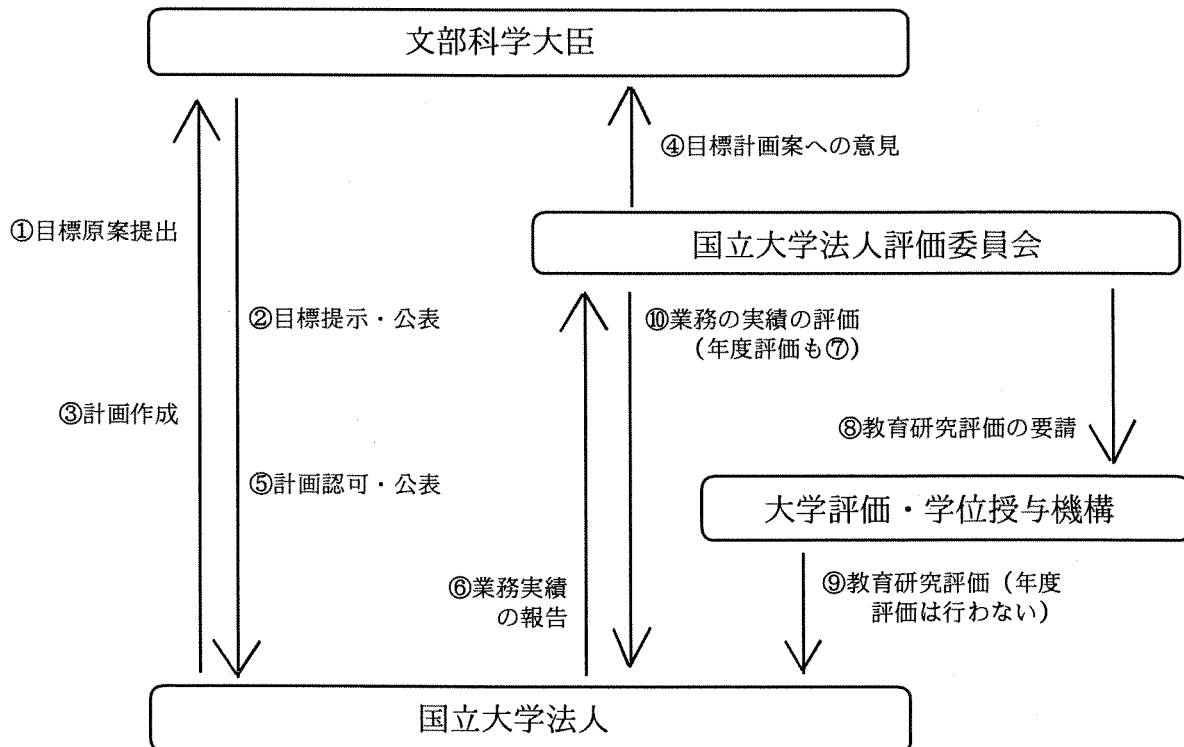 文部科学大臣
④目標計画案への意見
①目標原案提出
国立大学法人評価委員会
②目標提示・公表
⑩業務の実績の評価
（年度評価も⑦）
③計画作成
⑧教育研究評価の要請
⑤計画認可・公表
大学評価・学位授与機構
⑥業務実績
の報告
⑨教育研究評価（年度
評価は行わない）
国立大学法人